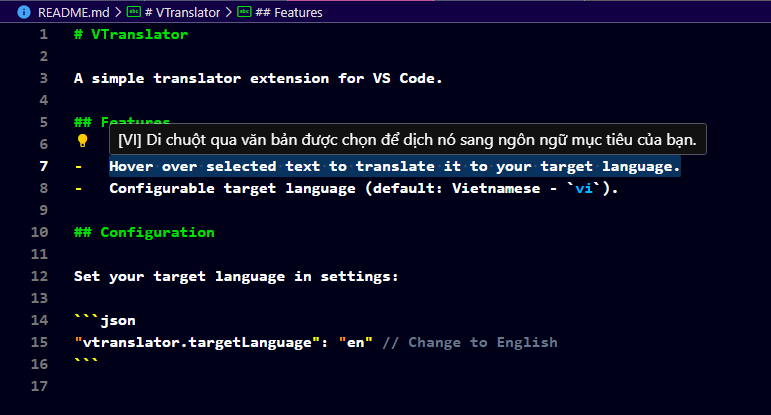 README.md > # VTranslator > ## Features
1 # VTranslator
2
3 A simple translator extension for VS Code.
4
5 ## Features
6
[VI] Di chuột qua văn bản được chọn để dịch nó sang ngôn ngữ mục tiêu của bạn.
7 - Hover over selected text to translate it to your target language.
8 - Configurable target language (default: Vietnamese - `vi`).
9
10 ## Configuration
11
12 Set your target language in settings:
13
14 ```json
15 "vtranslator.targetLanguage": "en" // Change to English
16 ```
17